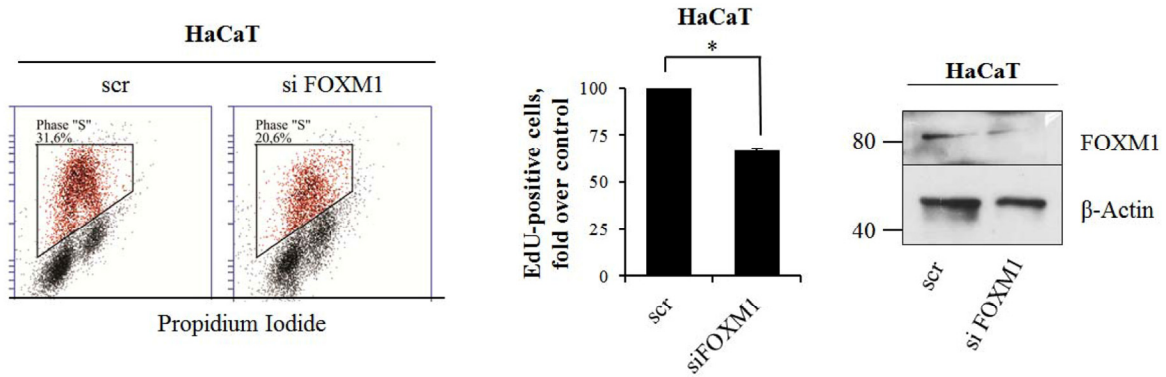 HaCaT
scr
si FOXM1
Phase "S"
31,6%
Phase "S"
20,6%
Propidium Iodide
HaCaT
*
EdU-positive cells,
fold over control
100
75
50
25
0
scr
siFOXM1
HaCaT
80
FOXM1
40
β-Actin
scr
si FOXM1